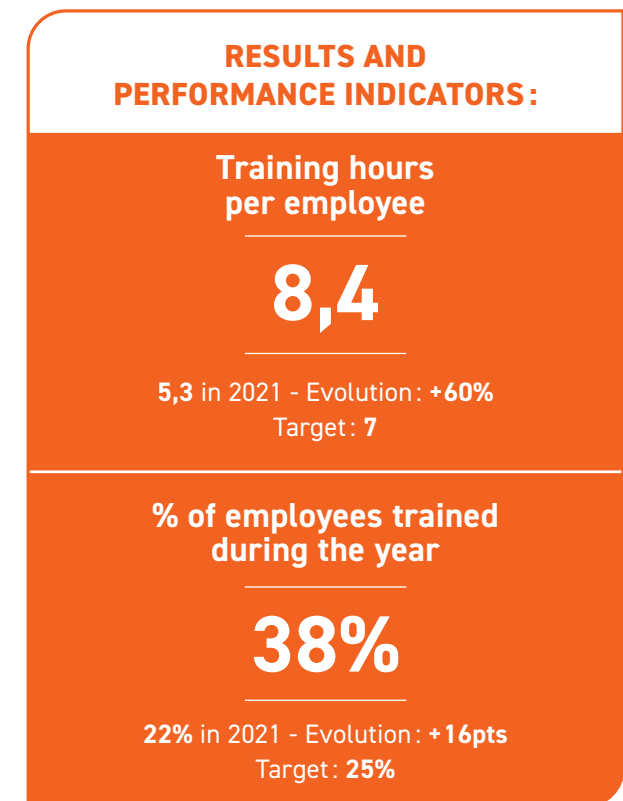 RESULTS AND
PERFORMANCE INDICATORS :
Training hours
per employee
8,4
5,3 in 2021 - Evolution : +60%
Target : 7
% of employees trained
during the year
38%
22% in 2021 - Evolution : +16pts
Target : 25%